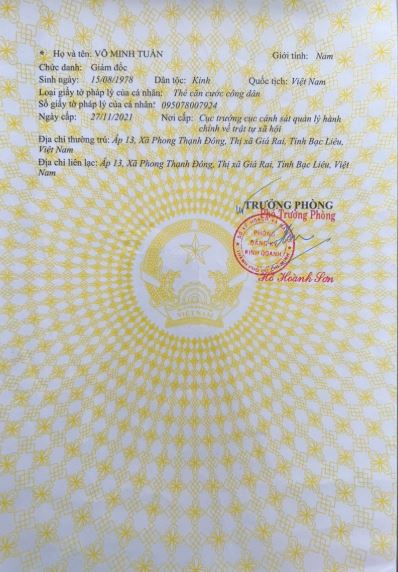 * Họ và tên: VÕ MINH TUẤN Giới tính: Nam
Chức danh: Giám đốc
Sinh ngày: 15/08/1978 Dân tộc: Kinh Quốc tịch: Việt Nam
Loại giấy tờ pháp lý của cá nhân: Thẻ căn cước công dân
Số giấy tờ pháp lý của cá nhân: 095078007924
Ngày cấp: 27/11/2021 Nơi cấp: Cục trưởng cục cảnh sát quản lý hành
chính về trật tự xã hội
Địa chỉ thường trú: Ấp 13, Xã Phong Thạnh Đông, Thị xã Giá Rai, Tỉnh Bạc Liêu,
Việt Nam
Địa chỉ liên lạc: Ấp 13, Xã Phong Thạnh Đông, Thị xã Giá Rai, Tỉnh Bạc Liêu, Việt
Nam
TRƯỞNG PHÒNG
Phó Trưởng Phòng
PHÒNG
ĐĂNG KÝ
KINH DOANH
Hồ Hoành Sơn
VIỆT NAM